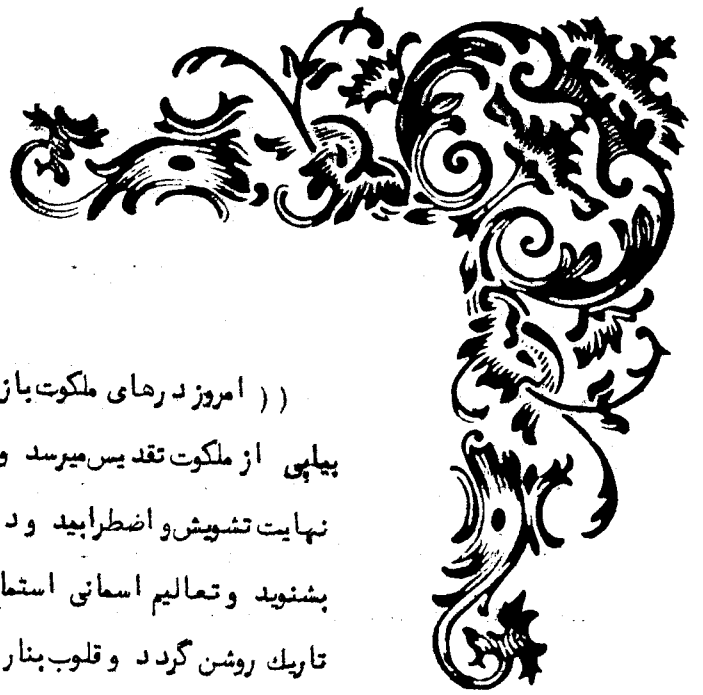 (( امروز درهای ملکوت باز
پیاپی از ملکوت تقدیس میرسد و
نهایت تشویش و اضطرابید و د
بشنوید و تعالیم اسمانی استما
تاریك روشن گردد و قلوب بنار